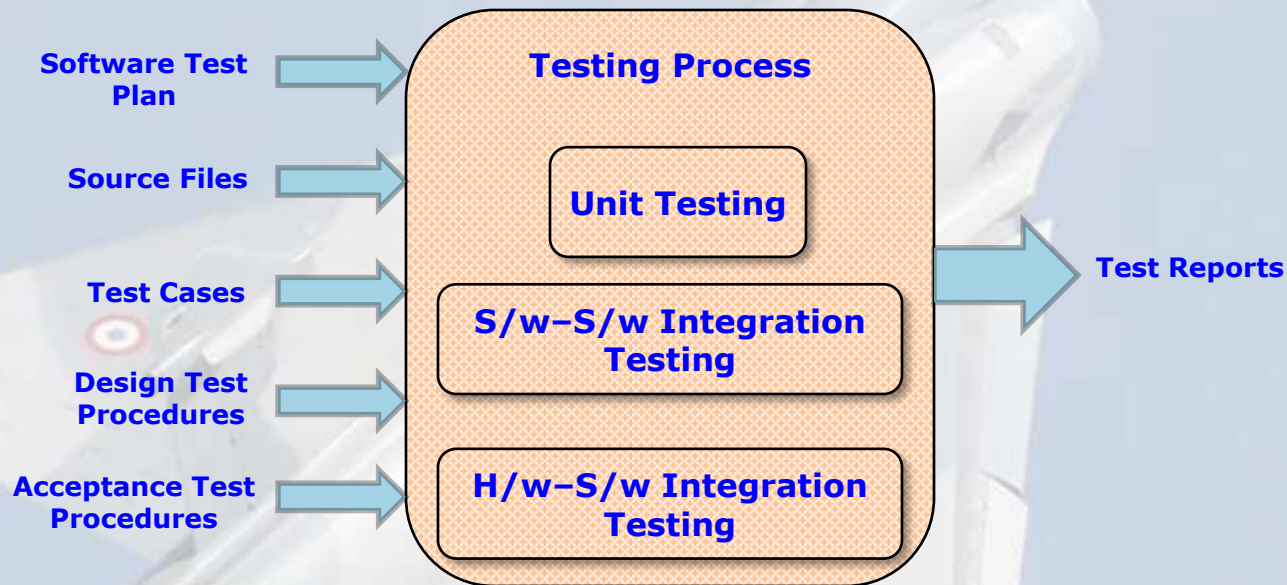 Software Test
Plan
Source Files
Test Cases
Design Test
Procedures
Acceptance Test
Procedures
Testing Process
Unit Testing
S/w–S/w Integration
Testing
H/w–S/w Integration
Testing
Test Reports